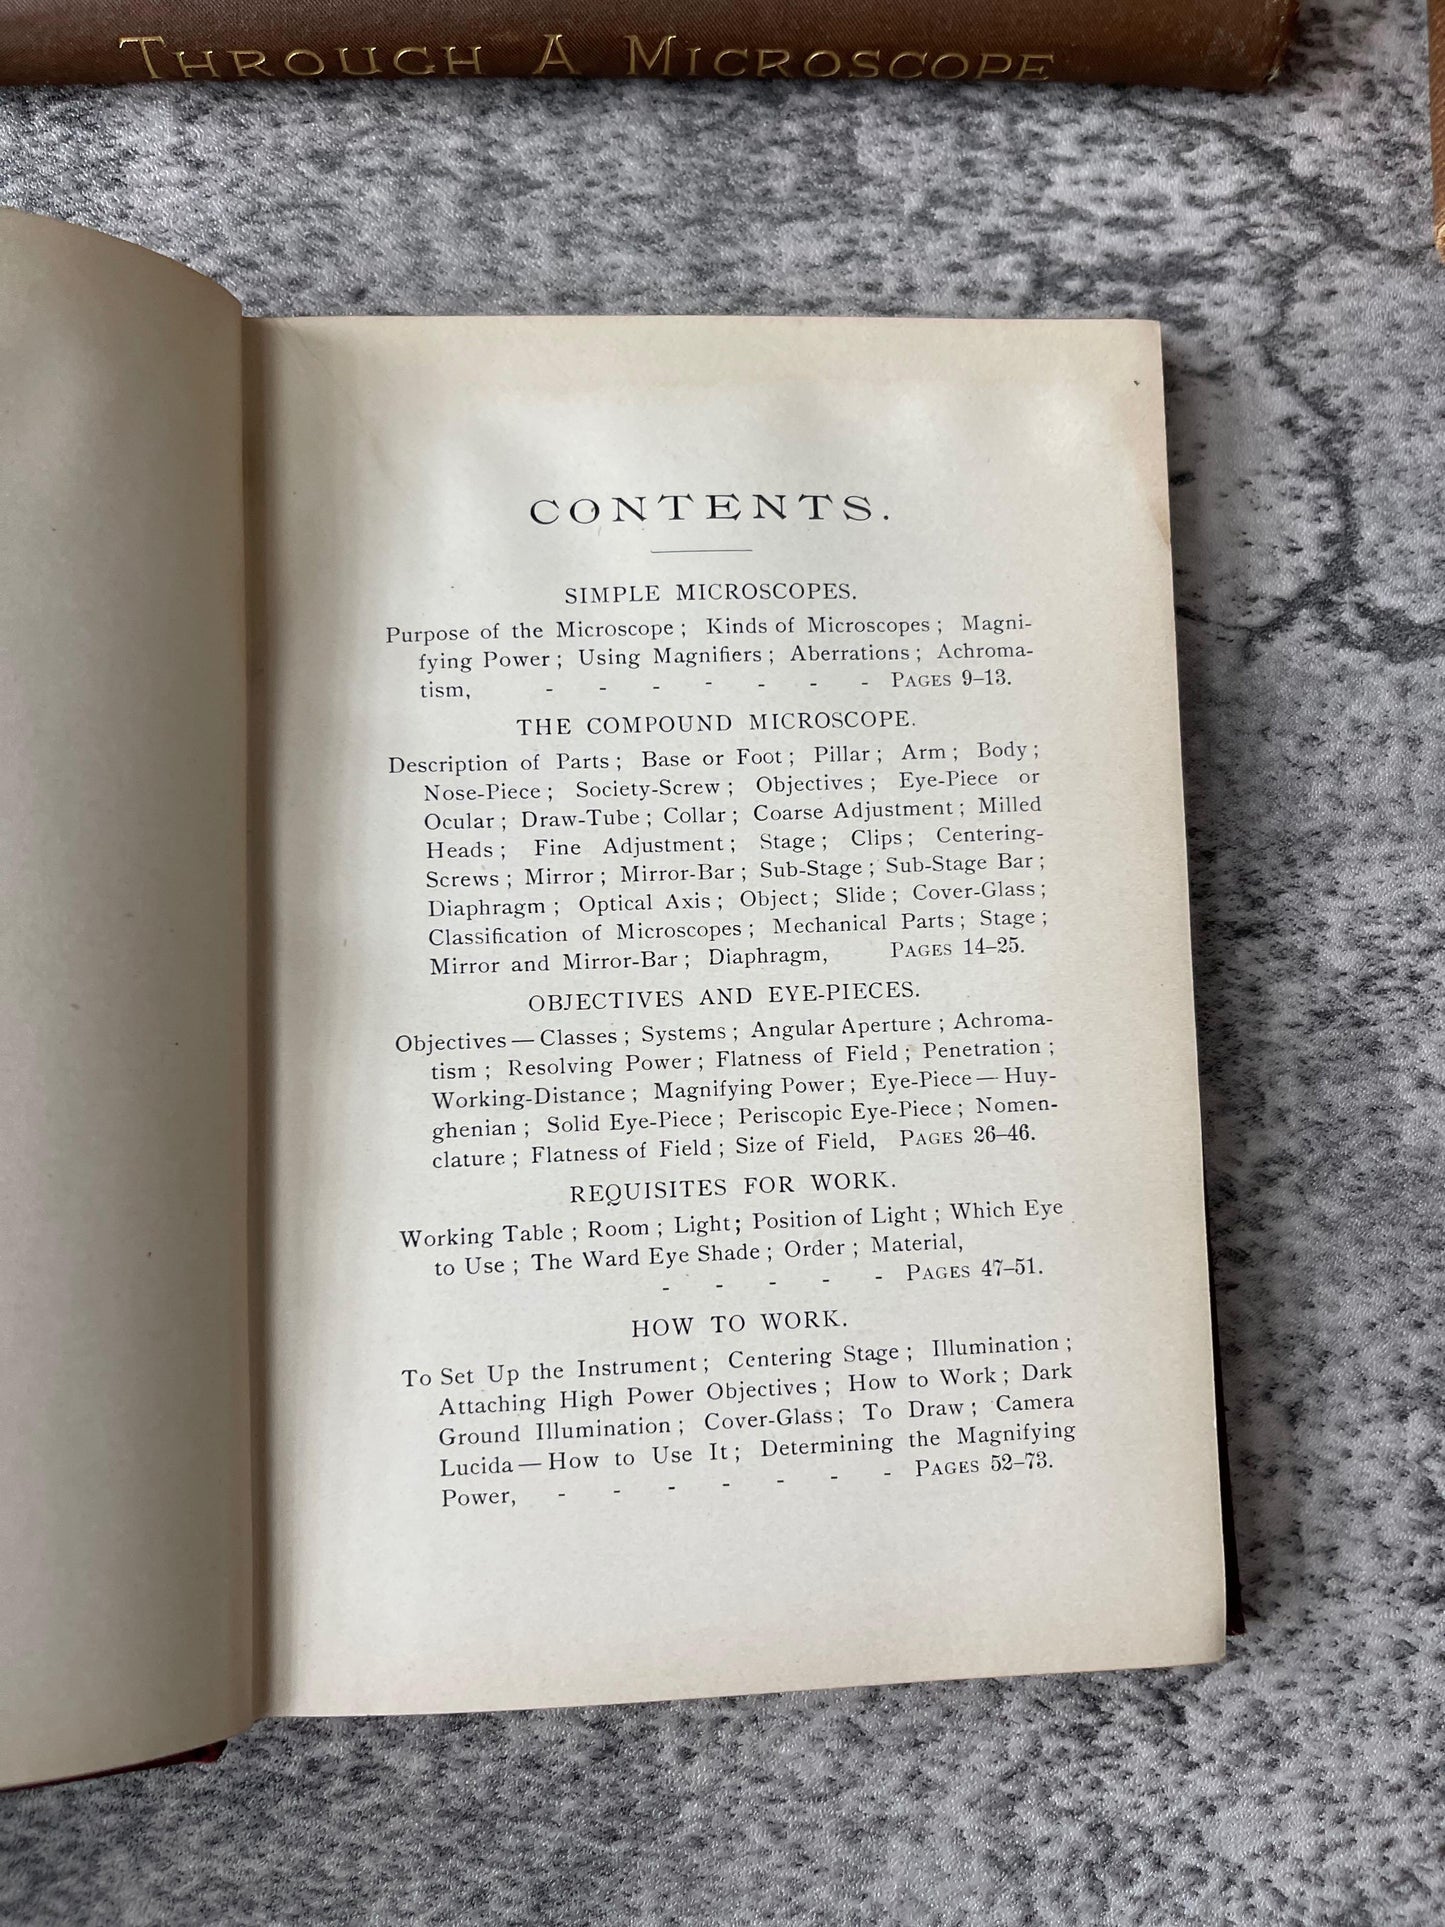 THROUGH A MICROSCOPE
CONTENTS.
SIMPLE MICROSCOPES.
Purpose of the Microscope; Kinds of Microscopes; Magni-
fying Power; Using Magnifiers; Aberrations; Achroma-
tism, - - - - - - - PAGES 9–13.
THE COMPOUND MICROSCOPE.
Description of Parts; Base or Foot; Pillar; Arm; Body;
Nose-Piece; Society-Screw; Objectives; Eye-Piece or
Ocular; Draw-Tube; Collar; Coarse Adjustment; Milled
Heads; Fine Adjustment; Stage; Clips; Centering-
Screws; Mirror; Mirror-Bar; Sub-Stage; Sub-Stage Bar;
Diaphragm; Optical Axis; Object; Slide; Cover-Glass;
Classification of Microscopes; Mechanical Parts; Stage;
Mirror and Mirror-Bar; Diaphragm, PAGES 14–25.
OBJECTIVES AND EYE-PIECES.
Objectives — Classes; Systems; Angular Aperture; Achroma-
tism; Resolving Power; Flatness of Field; Penetration;
Working-Distance; Magnifying Power; Eye-Piece — Huy-
ghenian; Solid Eye-Piece; Periscopic Eye-Piece; Nomen-
clature; Flatness of Field; Size of Field, PAGES 26–46.
REQUISITES FOR WORK.
Working Table; Room; Light; Position of Light; Which Eye
to Use; The Ward Eye Shade; Order; Material,
- - - - - PAGES 47–51.
HOW TO WORK.
To Set Up the Instrument; Centering Stage; Illumination;
Attaching High Power Objectives; How to Work; Dark
Ground Illumination; Cover-Glass; To Draw; Camera
Lucida — How to Use It; Determining the Magnifying
Power, - - - - - - - PAGES 52–73.